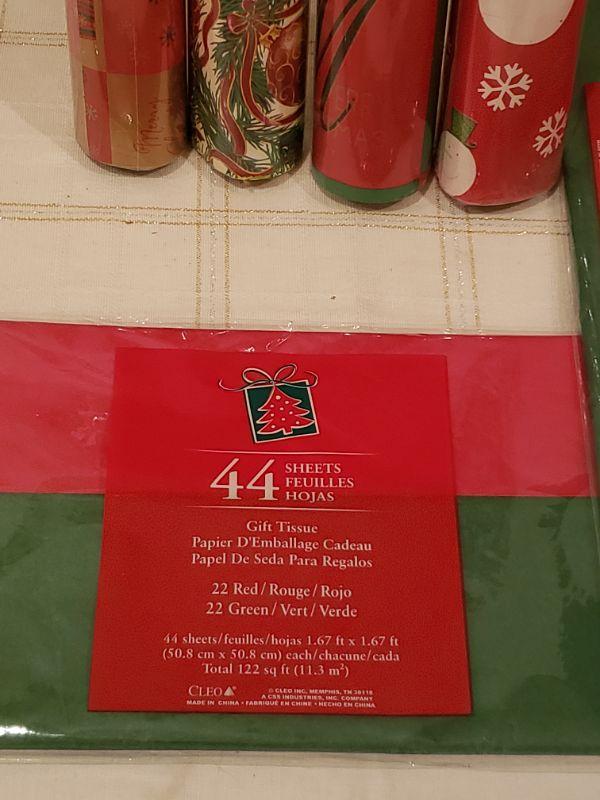 Merry
44
SHEETS
FEUILLES
HOJAS
Gift Tissue
Papier D'Emballage Cadeau
Papel De Seda Para Regalos
22 Red / Rouge / Rojo
22 Green / Vert / Verde
44 sheets/feuilles/hojas 1.67 ft x 1.67 ft
(50.8 cm x 50.8 cm) each/chacune/cada
Total 122 sq ft (11.3 m²)
CLEO
© CLEO INC. MEMPHIS, TN 38118
A CSS INDUSTRIES, INC. COMPANY
MADE IN CHINA • FABRIQUÉ EN CHINE • HECHO EN CHINA